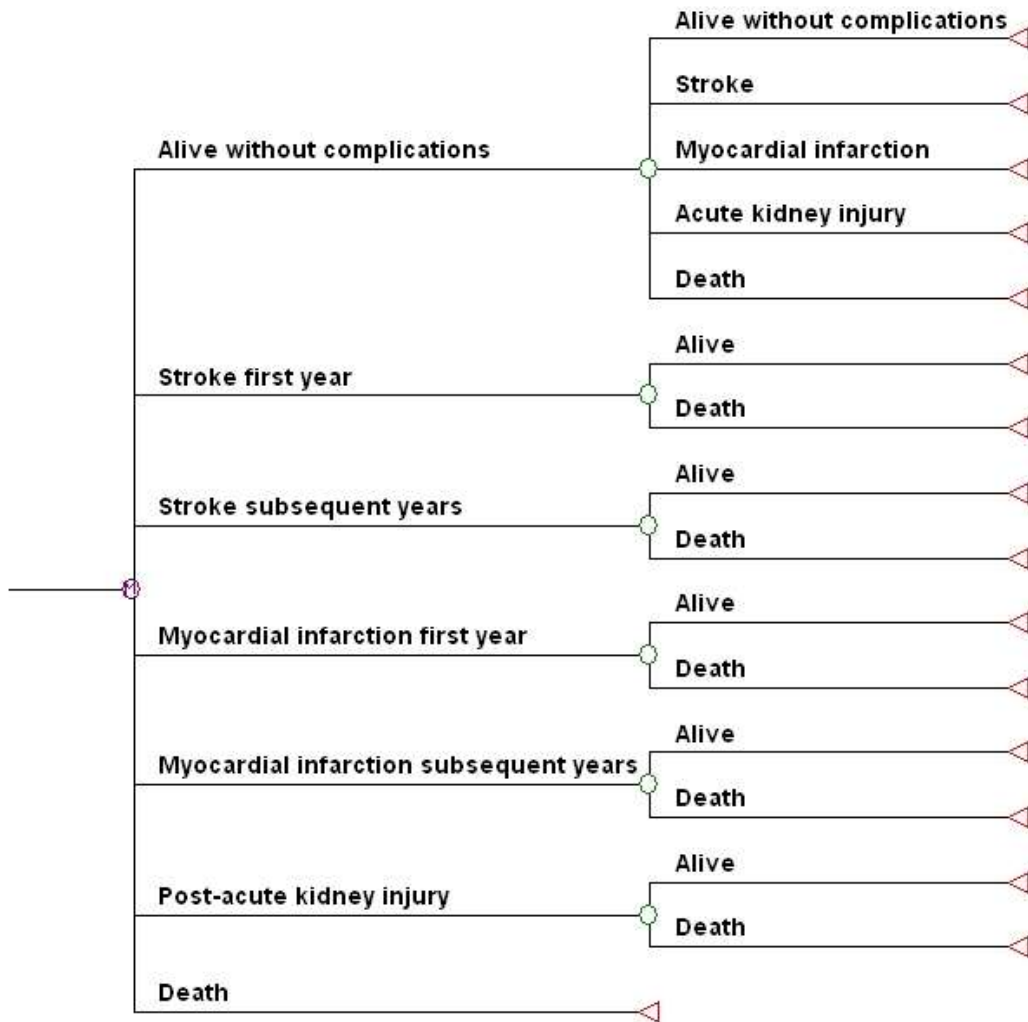 Alive without complications
Stroke
Alive without complications
Myocardial infarction
Acute kidney injury
Death
Alive
Stroke first year
Death
Alive
Stroke subsequent years
Death
M
Alive
Myocardial infarction first year
Death
Alive
Myocardial infarction subsequent years
Death
Alive
Post-acute kidney injury
Death
Death